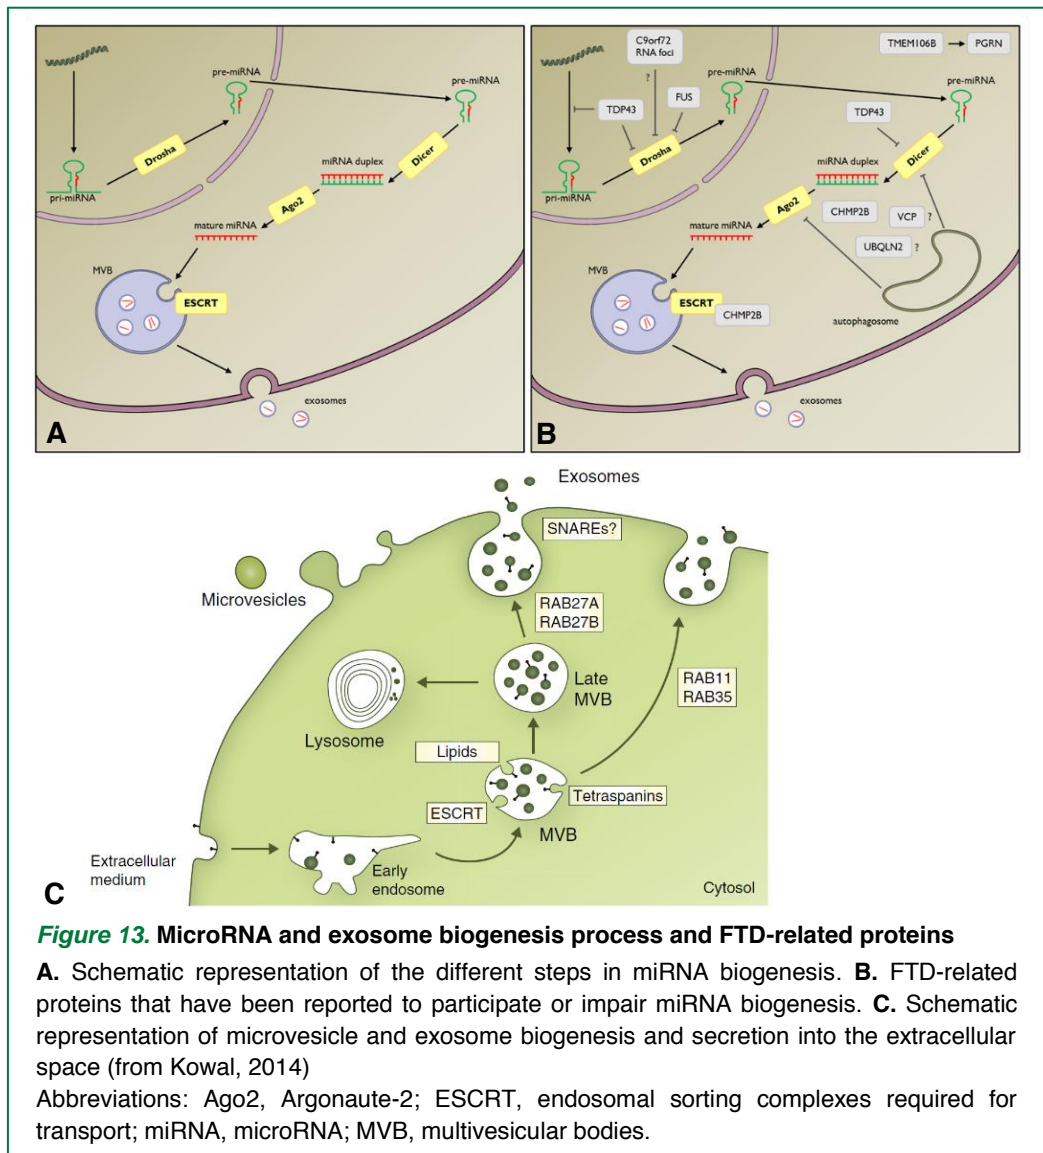 pre-miRNA
pre-miRNA
Drosha
Dicer
miRNA duplex
pri-miRNA
Ago2
mature miRNA
MVB
ESCRT
exosomes
A
C9orf72
RNA foci
TMEM106B
PGRN
?
pre-miRNA
pre-miRNA
FUS
TDP43
TDP43
Drosha
Dicer
miRNA duplex
pri-miRNA
Ago2
CHMP2B
VCP ?
mature miRNA
UBQLN2 ?
MVB
ESCRT
CHMP2B
autophagosome
exosomes
B
Exosomes
SNAREs?
Microvesicles
RAB27A
RAB27B
RAB11
RAB35
Late
MVB
Lysosome
Lipids
Tetraspanins
ESCRT
MVB
Extracellular
medium
Early
endosome
Cytosol
C
Figure 13. MicroRNA and exosome biogenesis process and FTD-related proteins
A. Schematic representation of the different steps in miRNA biogenesis. B. FTD-related
proteins that have been reported to participate or impair miRNA biogenesis. C. Schematic
representation of microvesicle and exosome biogenesis and secretion into the extracellular
space (from Kowal, 2014)
Abbreviations: Ago2, Argonaute-2; ESCRT, endosomal sorting complexes required for
transport; miRNA, microRNA; MVB, multivesicular bodies.